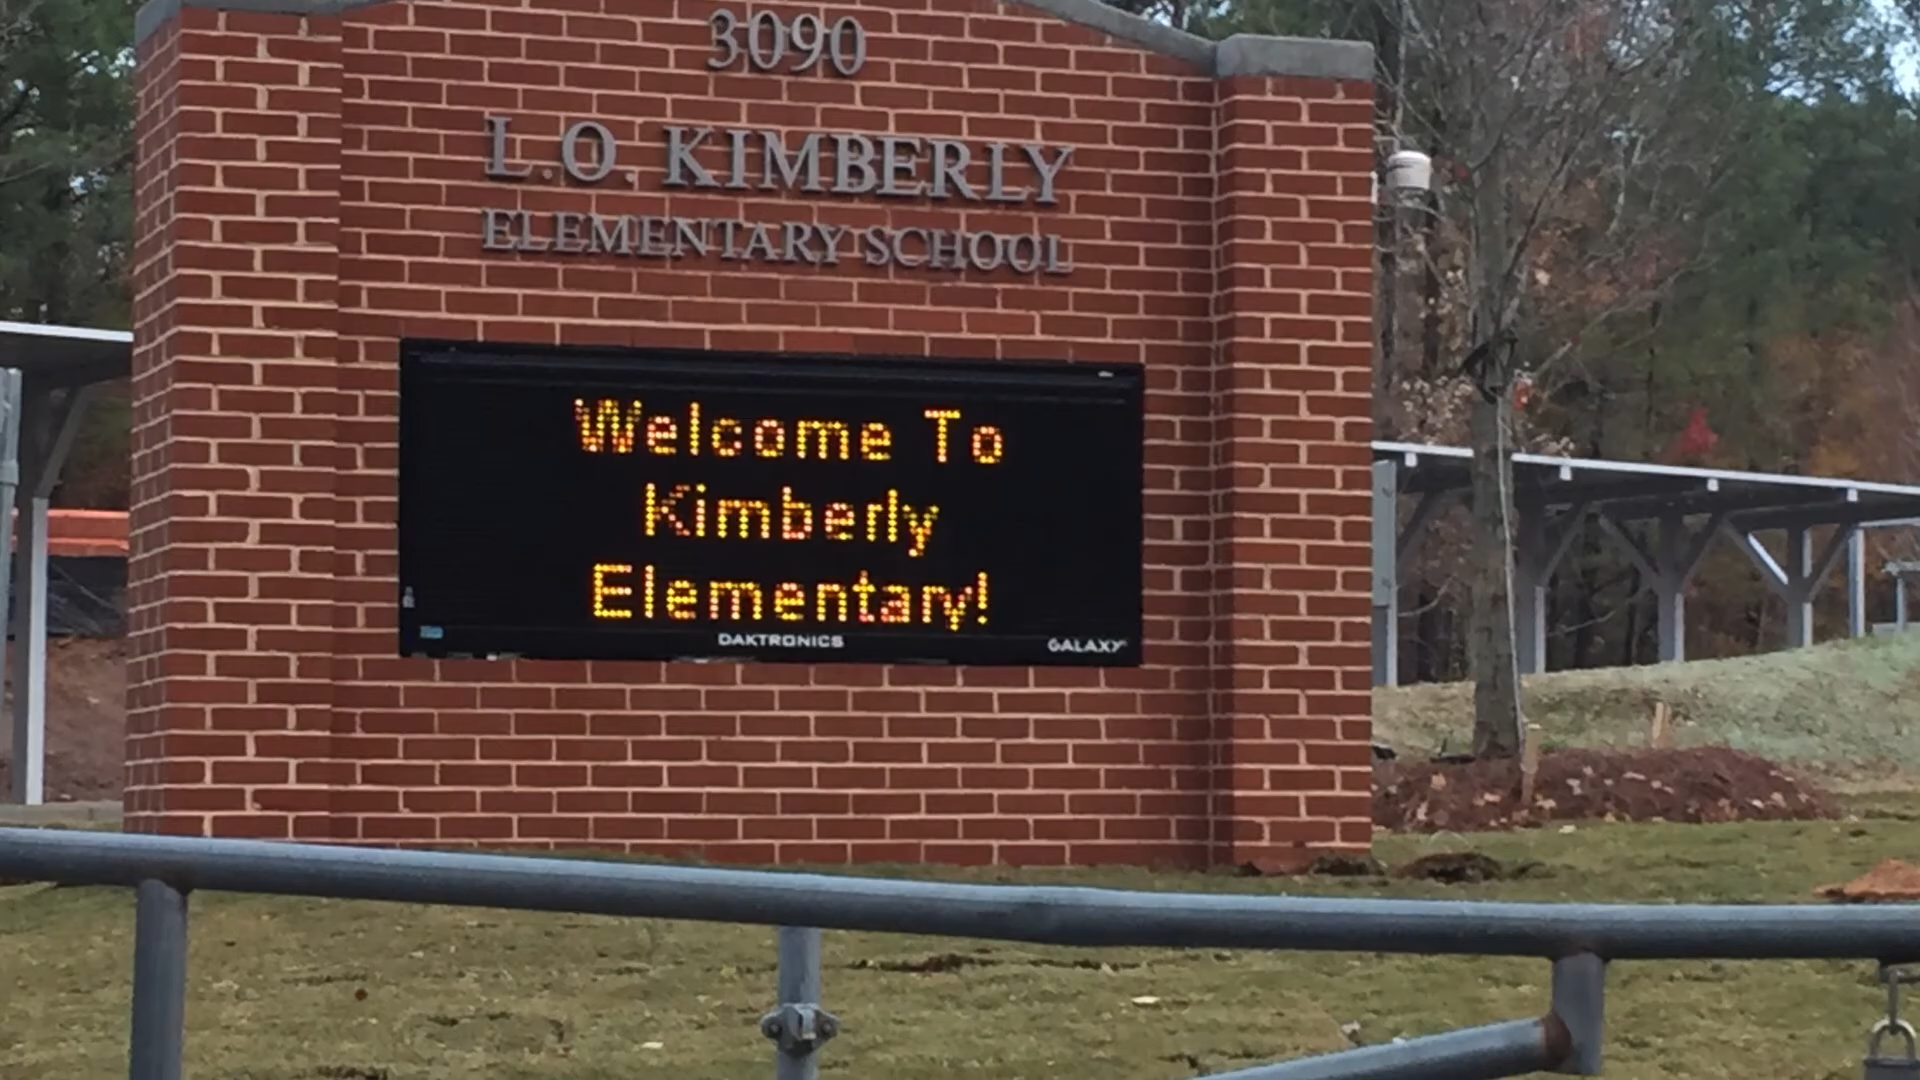 3090
L.O. KIMBERLY
ELEMENTARY SCHOOL
Welcome To
Kimberly
Elementary!
DAKTRONICS
GALAXY